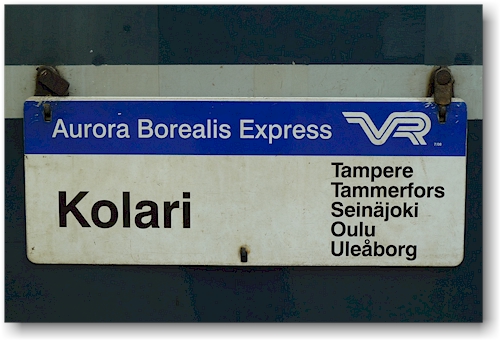 Aurora Borealis Express VR
Kolari
Tampere
Tammerfors
Seinäjoki
Oulu
Uleåborg